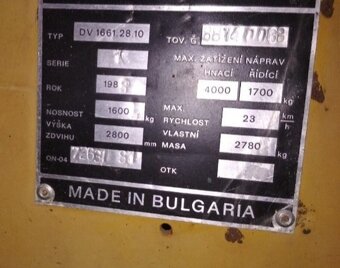 TYP DV 1661.28.10 TOV. Č.
SERIE MAX. ZATÍŽENÍ NÁPRAV
HNACÍ ŘÍDÍCÍ
ROK 198 4000 1700 kg
NOSNOST 1600 kg MAX. RYCHLOST 23 km/h
VÝŠKA ZDVIHU 2800 mm VLASTNÍ MASA 2780 kg
ON-04 OTK
MADE IN BULGARIA